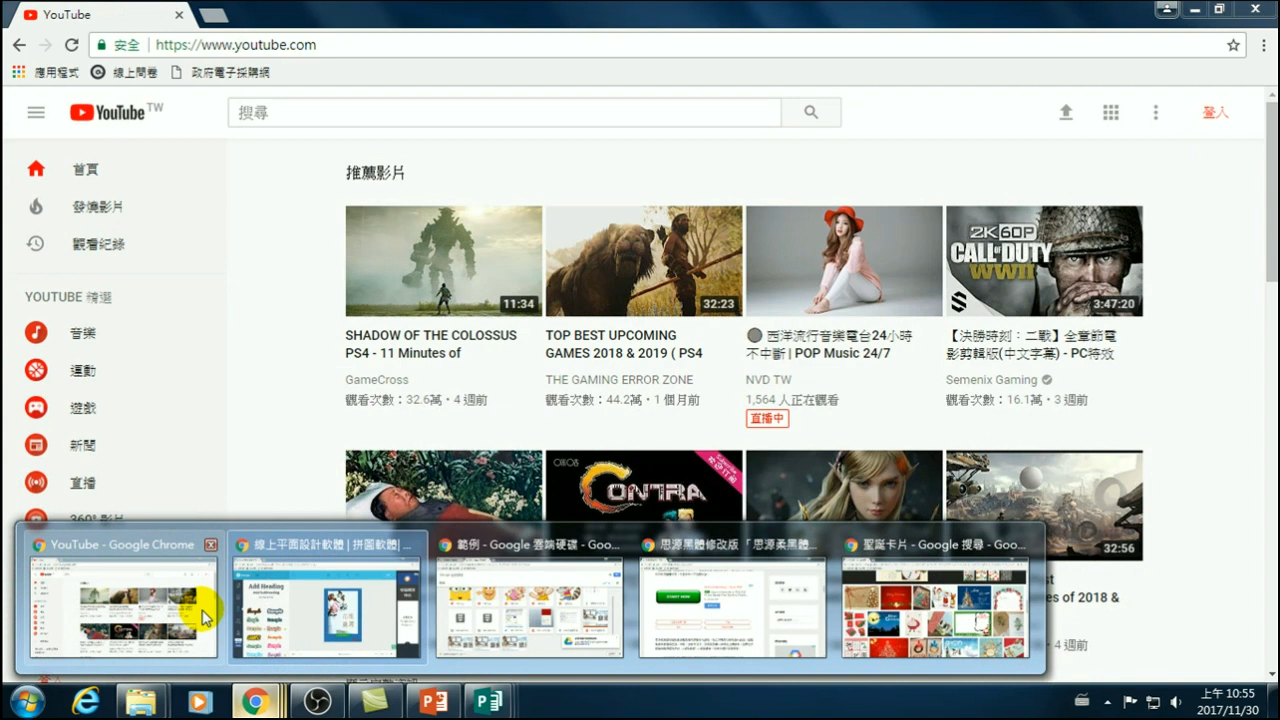 YouTube
安全 https://www.youtube.com
應用程式 線上問卷 政府電子採購網
YouTube TW
搜尋
登入
首頁
發燒影片
觀看紀錄
YOUTUBE 精選
音樂
運動
遊戲
新聞
直播
360° 影片
推薦影片
11:34
32:23
2K 60P
CALL OF DUTY
WWII
3:47:20
SHADOW OF THE COLOSSUS
PS4 - 11 Minutes of
GameCross
觀看次數：32.6萬・4 週前
TOP BEST UPCOMING
GAMES 2018 & 2019 ( PS4
THE GAMING ERROR ZONE
觀看次數：44.2萬・1 個月前
西洋流行音樂電台24小時
不中斷 | POP Music 24/7
NVD TW
1,564 人正在觀看
直播中
【決勝時刻：二戰】全章節電
影剪輯版(中文字幕) - PC特效
Semenix Gaming
觀看次數：16.1萬・3 週前
CONTRA
32:56
es of 2018 &
4 週前
YouTube - Google Chrome
線上平面設計軟體 | 拼圖軟體| ...
範例 - Google 雲端硬碟 - Goo...
思源黑體修改版「思源柔黑體...
聖誕卡片 - Google 搜尋 - Goo...
Add Heading
START NOW
上午 10:55
2017/11/30